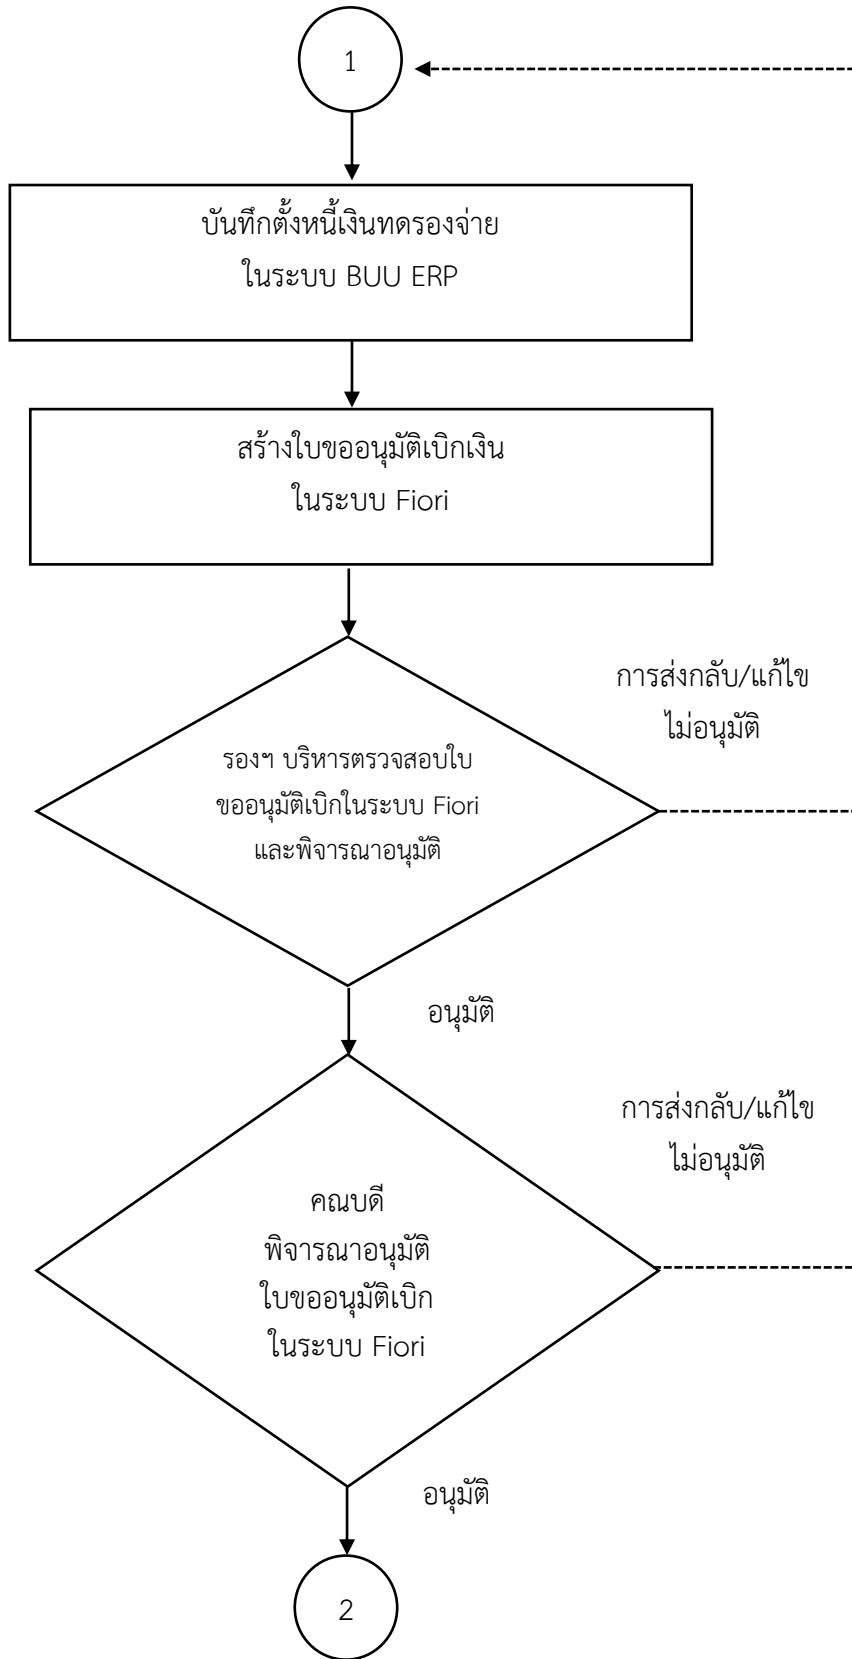 1
บันทึกตั้งหนี้เงินทดรองจ่าย
ในระบบ BUU ERP
สร้างใบขออนุมัติเบิกเงิน
ในระบบ Fiori
การส่งกลับ/แก้ไข
ไม่อนุมัติ
รองฯ บริหารตรวจสอบใบ
ขออนุมัติเบิกในระบบ Fiori
และพิจารณาอนุมัติ
อนุมัติ
การส่งกลับ/แก้ไข
ไม่อนุมัติ
คณบดี
พิจารณาอนุมัติ
ใบขออนุมัติเบิก
ในระบบ Fiori
อนุมัติ
2